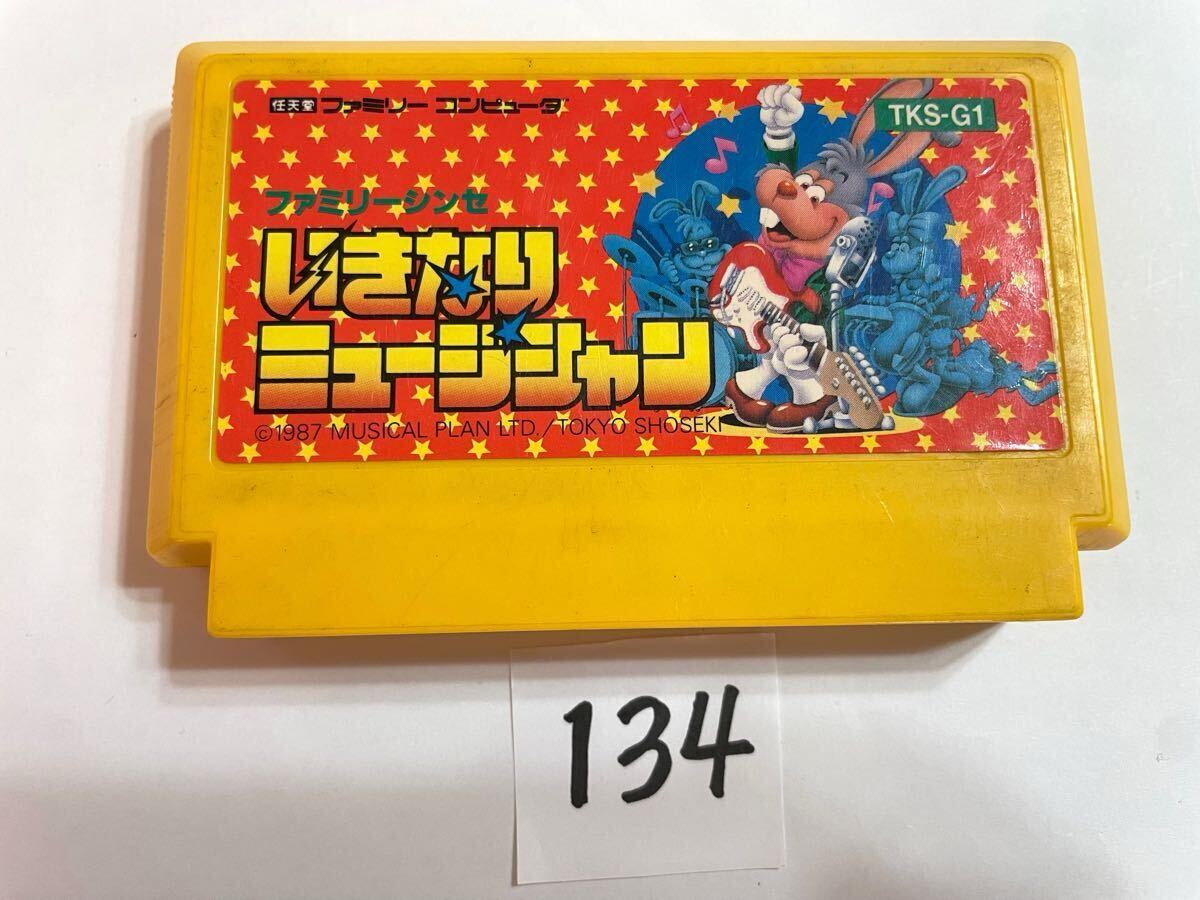 任天堂 ファミリーコンピュータ™
TKS-G1
ファミリーシンセ
いきなり
ミュージシャン
©1987 MUSICAL PLAN LTD./TOKYO SHOSEKI
134